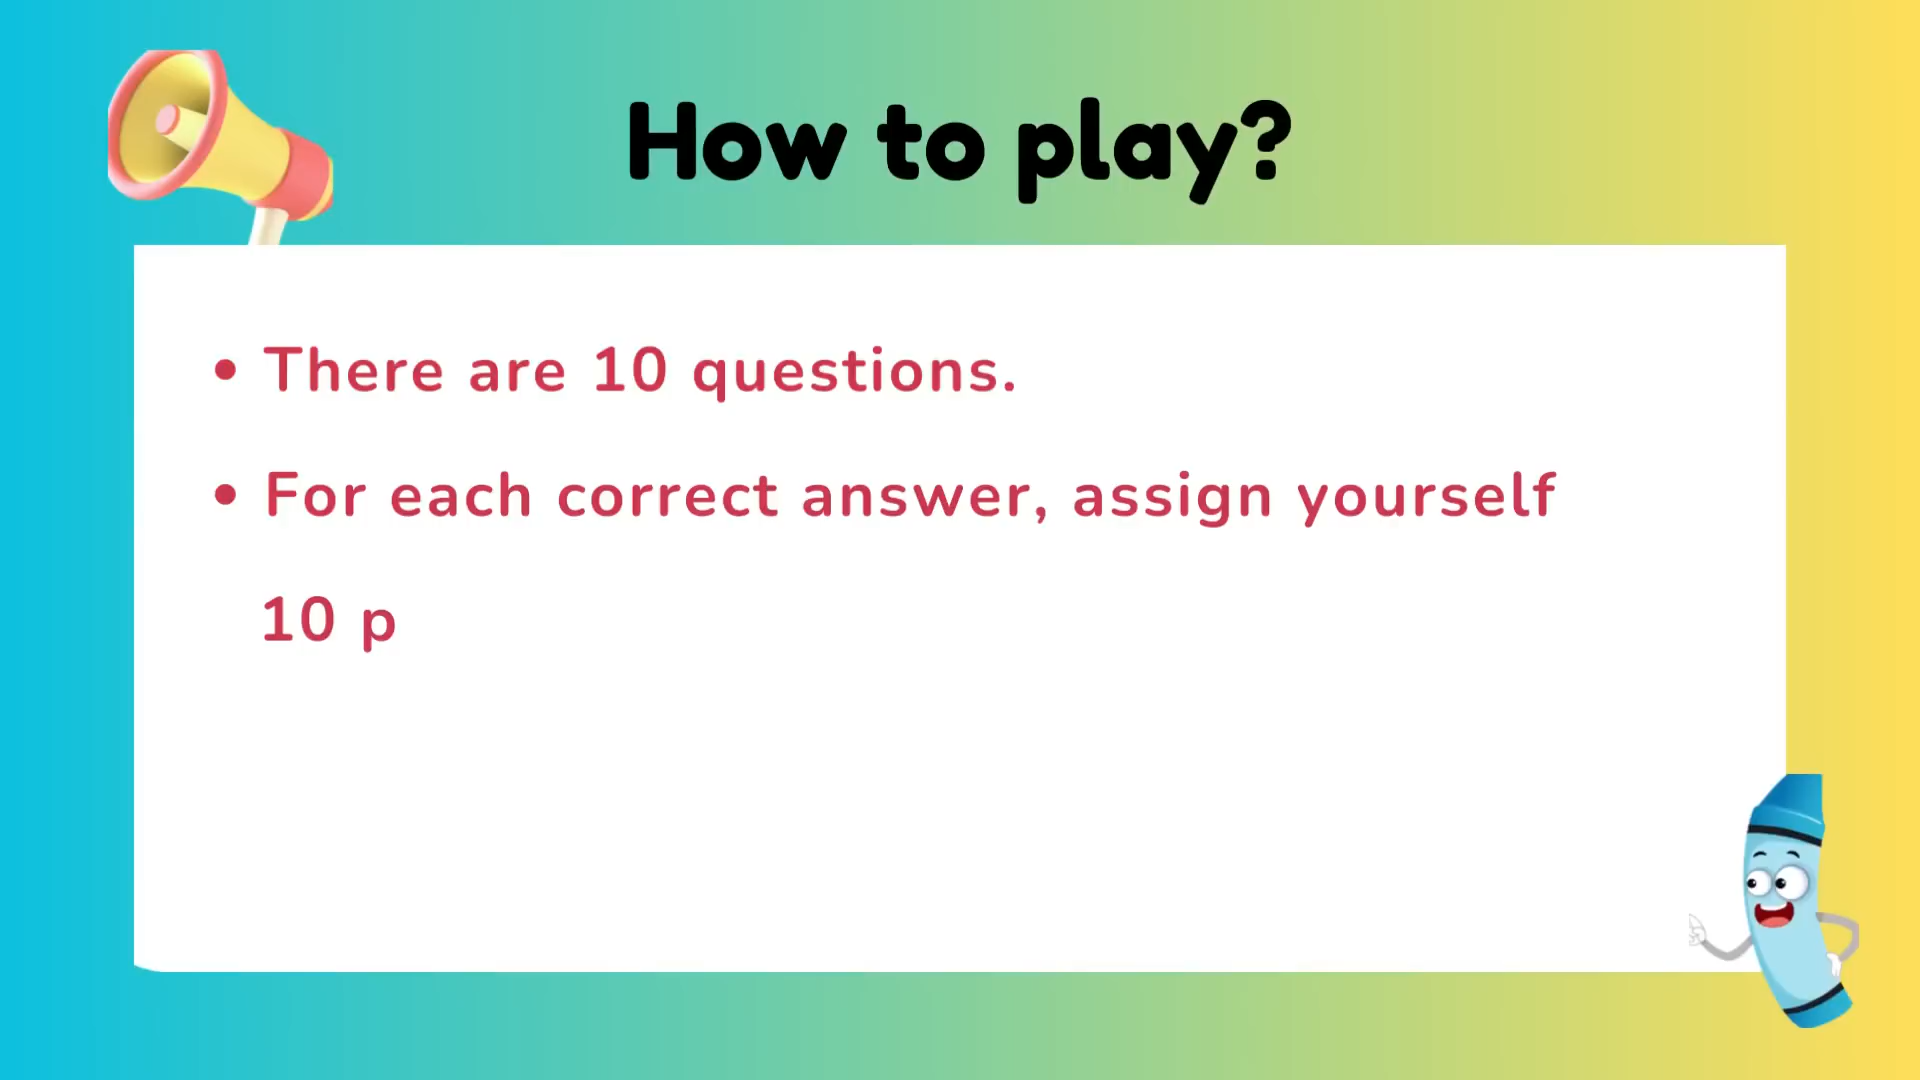 How to play?
• There are 10 questions.
• For each correct answer, assign yourself
10 p